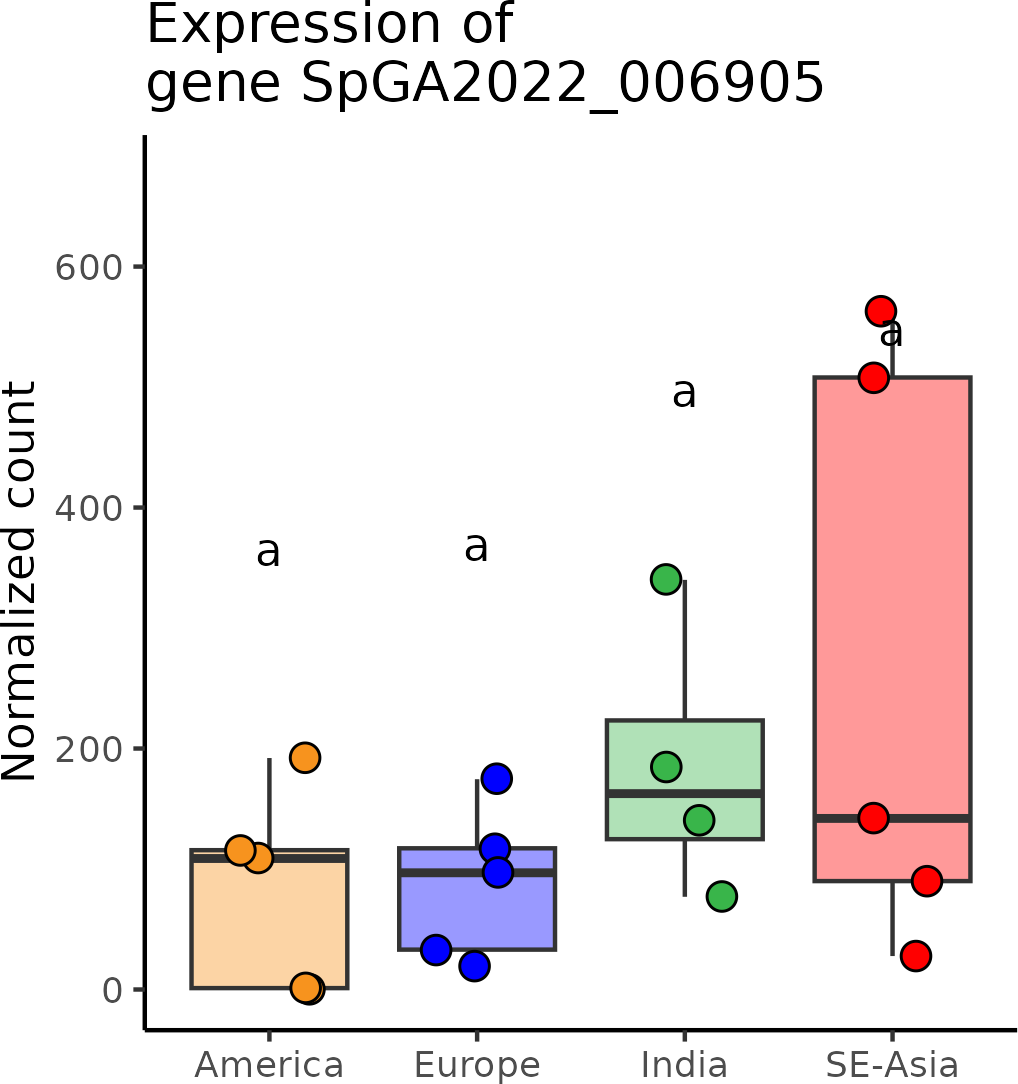 Expression of
gene SpGA2022_006905
Normalized count
600
400
200
0
a
a
a
a
America
Europe
India
SE-Asia